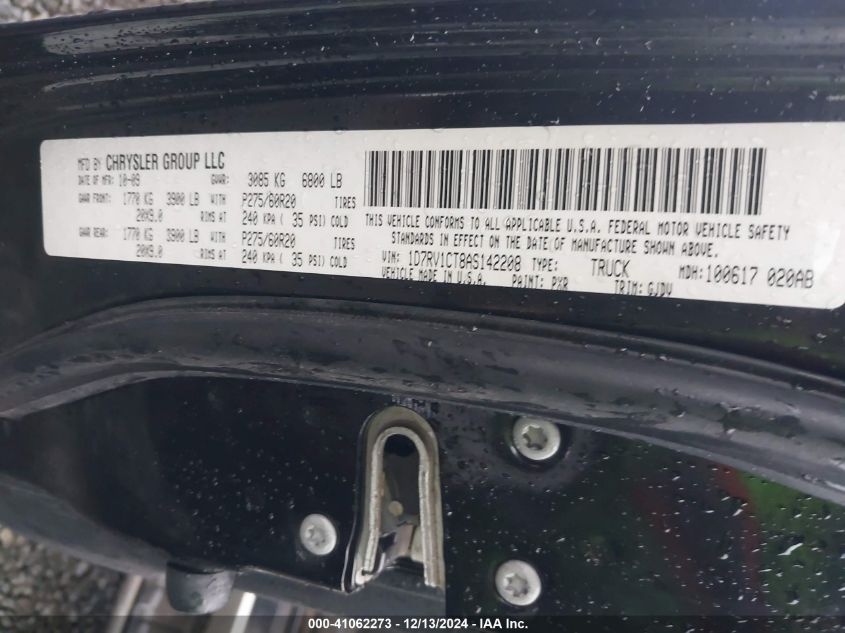 MFD BY CHRYSLER GROUP LLC
DATE OF MFR: 10-09 GVWR: 3085 KG 6800 LB
GAWR FRONT: 1770 KG 3900 LB WITH P275/60R20 TIRES
20X9.0 RIMS AT 240 KPA ( 35 PSI) COLD
GAWR REAR: 1770 KG 3900 LB WITH P275/60R20 TIRES
20X9.0 RIMS AT 240 KPA ( 35 PSI) COLD
THIS VEHICLE CONFORMS TO ALL APPLICABLE U.S.A. FEDERAL MOTOR VEHICLE SAFETY
STANDARDS IN EFFECT ON THE DATE OF MANUFACTURE SHOWN ABOVE.
VIN: 1D7RV1CT8AS142208 TYPE: TRUCK MDH: 100617 020AB
VEHICLE MADE IN U.S.A. PAINT: PXR TRIM: GJDV
000-41062273 - 12/13/2024 - IAA Inc.